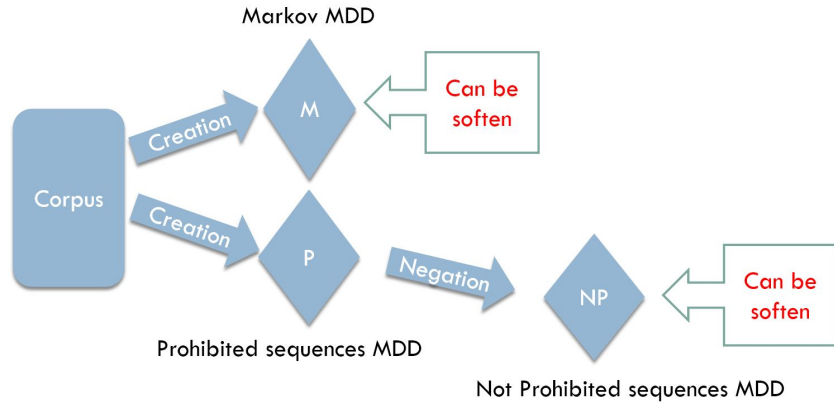 Markov MDD
M
Can be
soften
Creation
Corpus
Creation
P
Negation
NP
Can be
soften
Prohibited sequences MDD
Not Prohibited sequences MDD